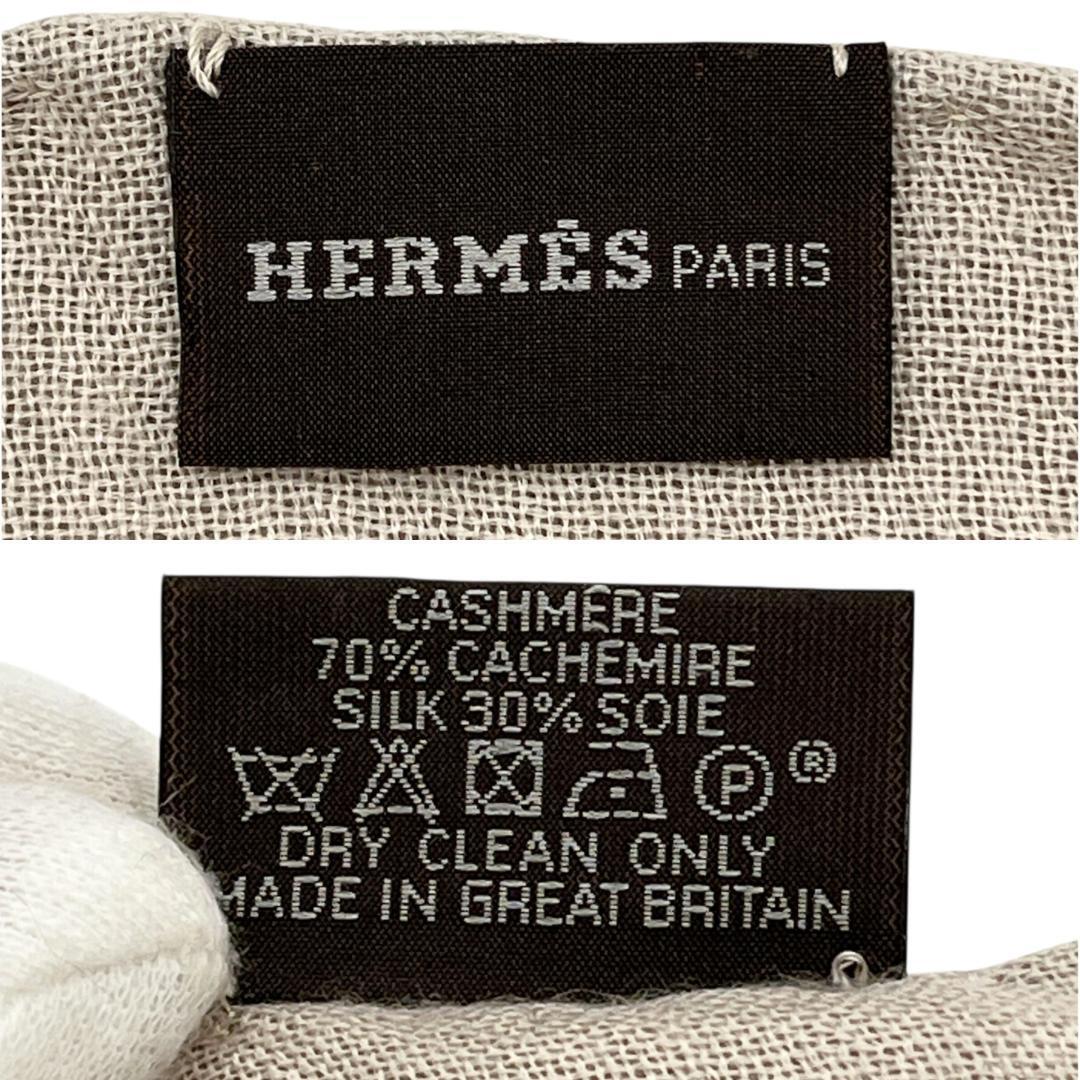 HERMÈS PARIS
CASHMERE
70% CACHEMIRE
SILK 30% SOIE
P ®
DRY CLEAN ONLY
MADE IN GREAT BRITAIN